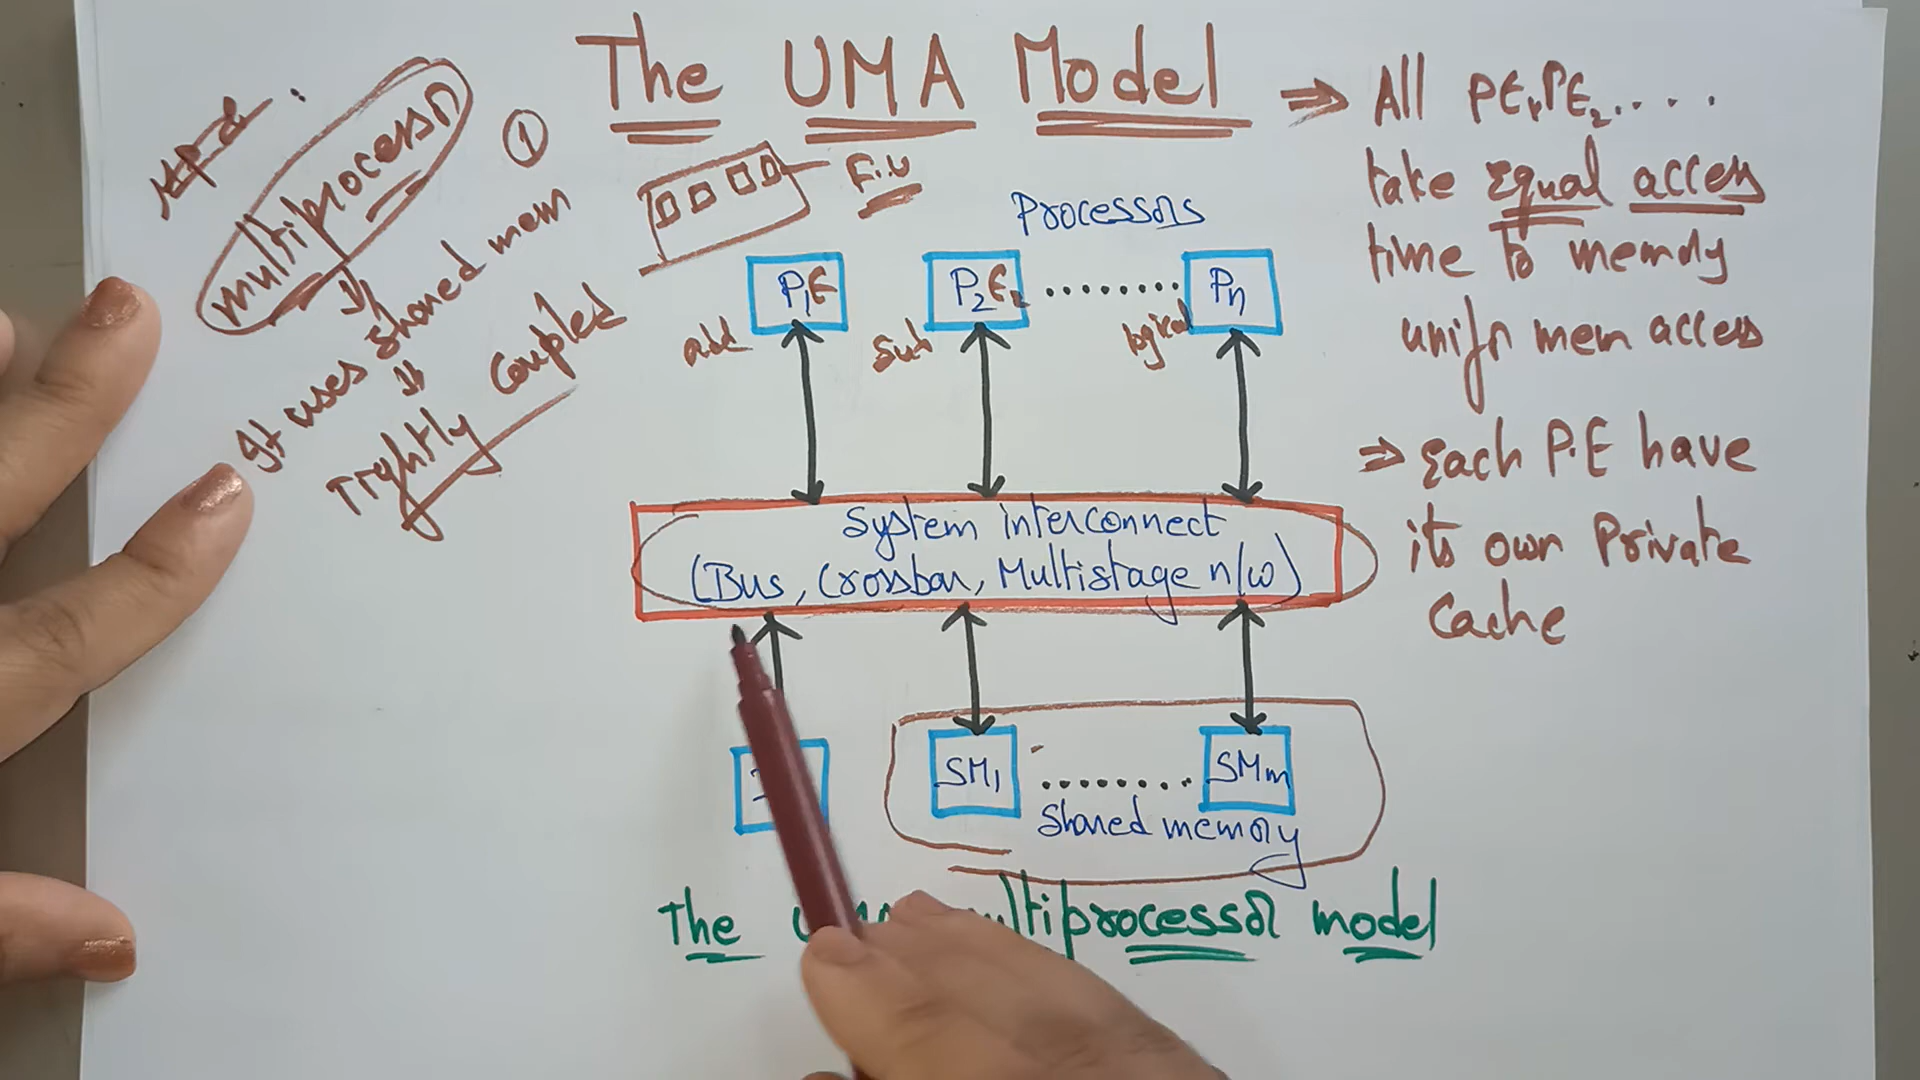 The UMA Model
multiprocessor
①
It uses shared mem
Tightly Coupled
F.U
Processors
P1E P2E2 ........ Pn
add sub logical
System interconnect
(Bus, Crossbar, Multistage n/w)
SM1 ........ SMm
Shared memory
The multiprocessor model
⇒ All PE1, PE2....
take equal access
time to memory
unifr mem access
⇒ Each P.E have
its own Private
Cache